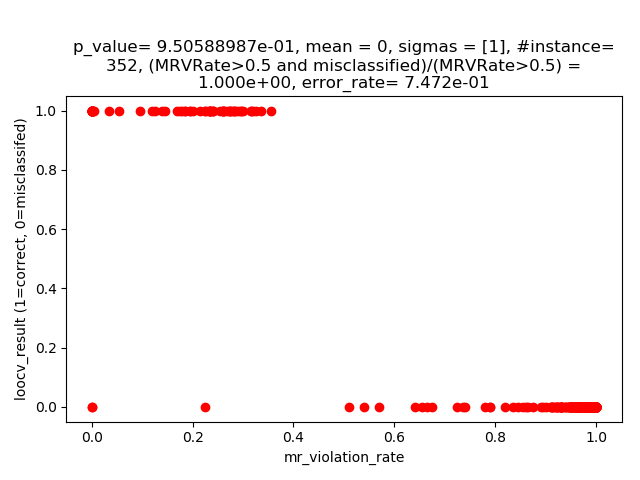 p_value= 9.50588987e-01, mean = 0, sigmas = [1], #instance=
352, (MRVRate>0.5 and misclassified)/(MRVRate>0.5) =
1.000e+00, error_rate= 7.472e-01
loocv_result (1=correct, 0=misclassifed)
1.0
0.8
0.6
0.4
0.2
0.0
0.0 0.2 0.4 0.6 0.8 1.0
mr_violation_rate